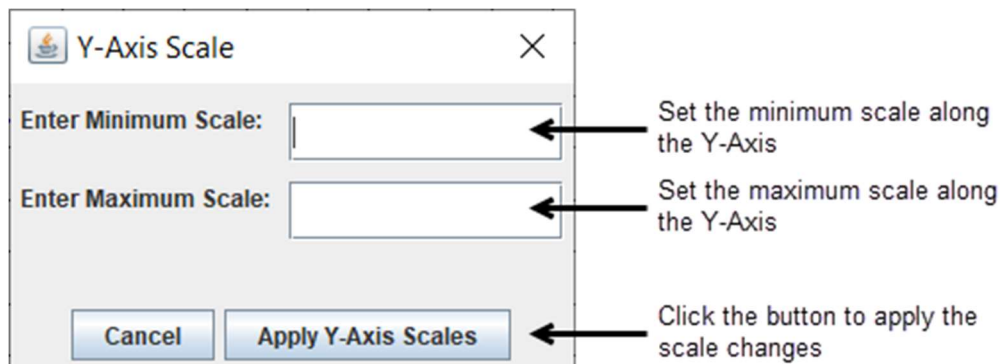 Y-Axis Scale
Enter Minimum Scale:
Set the minimum scale along
the Y-Axis
Enter Maximum Scale:
Set the maximum scale along
the Y-Axis
Cancel
Apply Y-Axis Scales
Click the button to apply the
scale changes